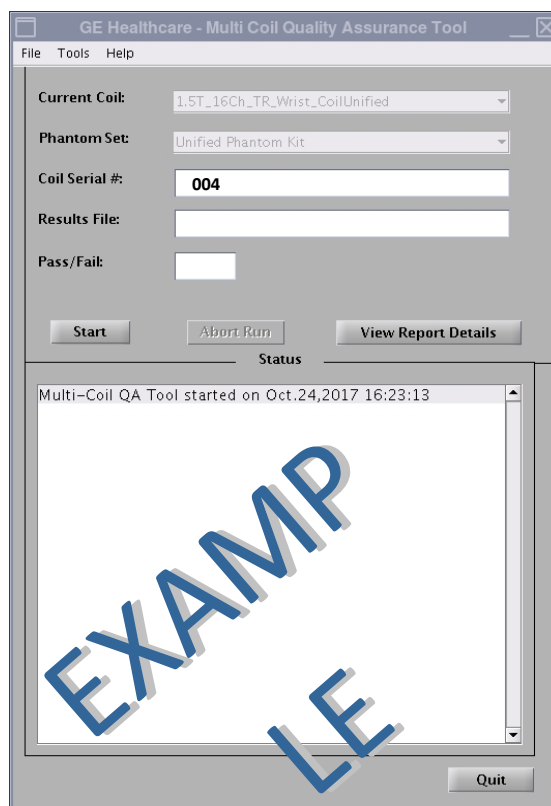 GE Healthcare - Multi Coil Quality Assurance Tool
File Tools Help
Current Coil: 1.5T_16Ch_TR_Wrist_CoilUnified
Phantom Set: Unified Phantom Kit
Coil Serial #: 004
Results File:
Pass/Fail:
Start Abort Run View Report Details
Status
Multi-Coil QA Tool started on Oct.24,2017 16:23:13
EXAMP
LE
Quit